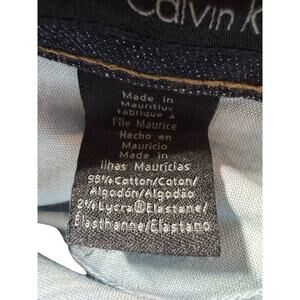 Calvin K
Made in
Mauritius
Fabriqué à
l'île Maurice
Hecho en
Mauricio
Made in
Ilhas Maurícias
98% Cotton/Coton/
Algodón/Algodão
2% Lycra®Elastane/
Élasthanne/Elastano